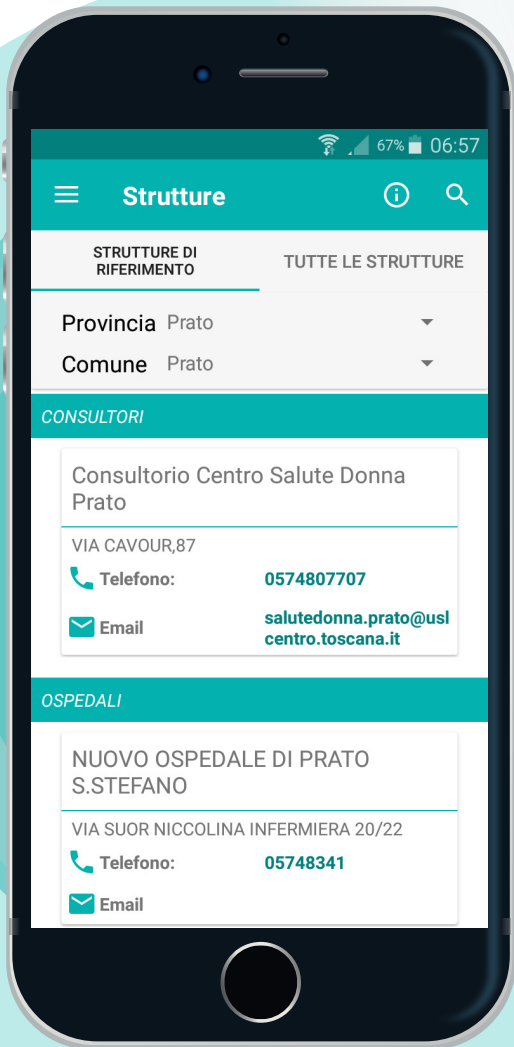 67% 06:57
Strutture
STRUTTURE DI
RIFERIMENTO
TUTTE LE STRUTTURE
Provincia Prato
Comune Prato
CONSULTORI
Consultorio Centro Salute Donna
Prato
VIA CAVOUR,87
Telefono: 0574807707
Email salutedonna.prato@usl
centro.toscana.it
OSPEDALI
NUOVO OSPEDALE DI PRATO
S.STEFANO
VIA SUOR NICCOLINA INFERMIERA 20/22
Telefono: 05748341
Email